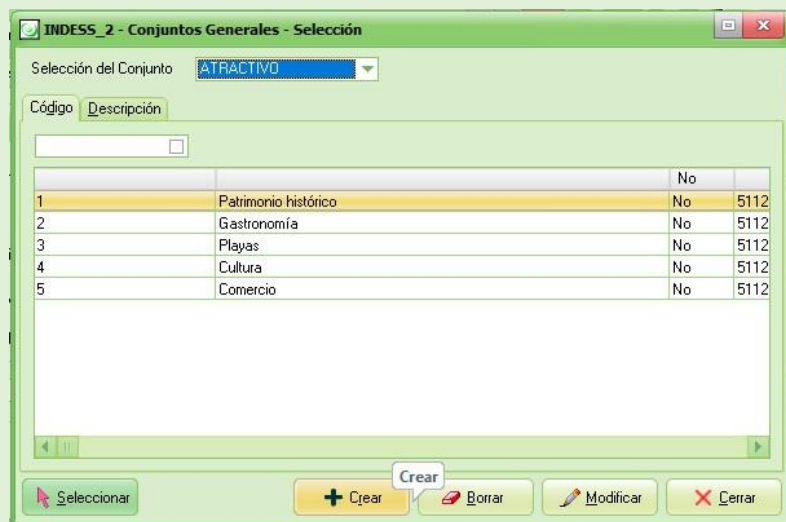 INDESS_2 - Conjuntos Generales - Selección
Selección del Conjunto ATRACTIVO
Código Descripción
No
1 Patrimonio histórico No 5112
2 Gastronomía No 5112
3 Playas No 5112
4 Cultura No 5112
5 Comercio No 5112
Crear
Seleccionar Crear Borrar Modificar Cerrar